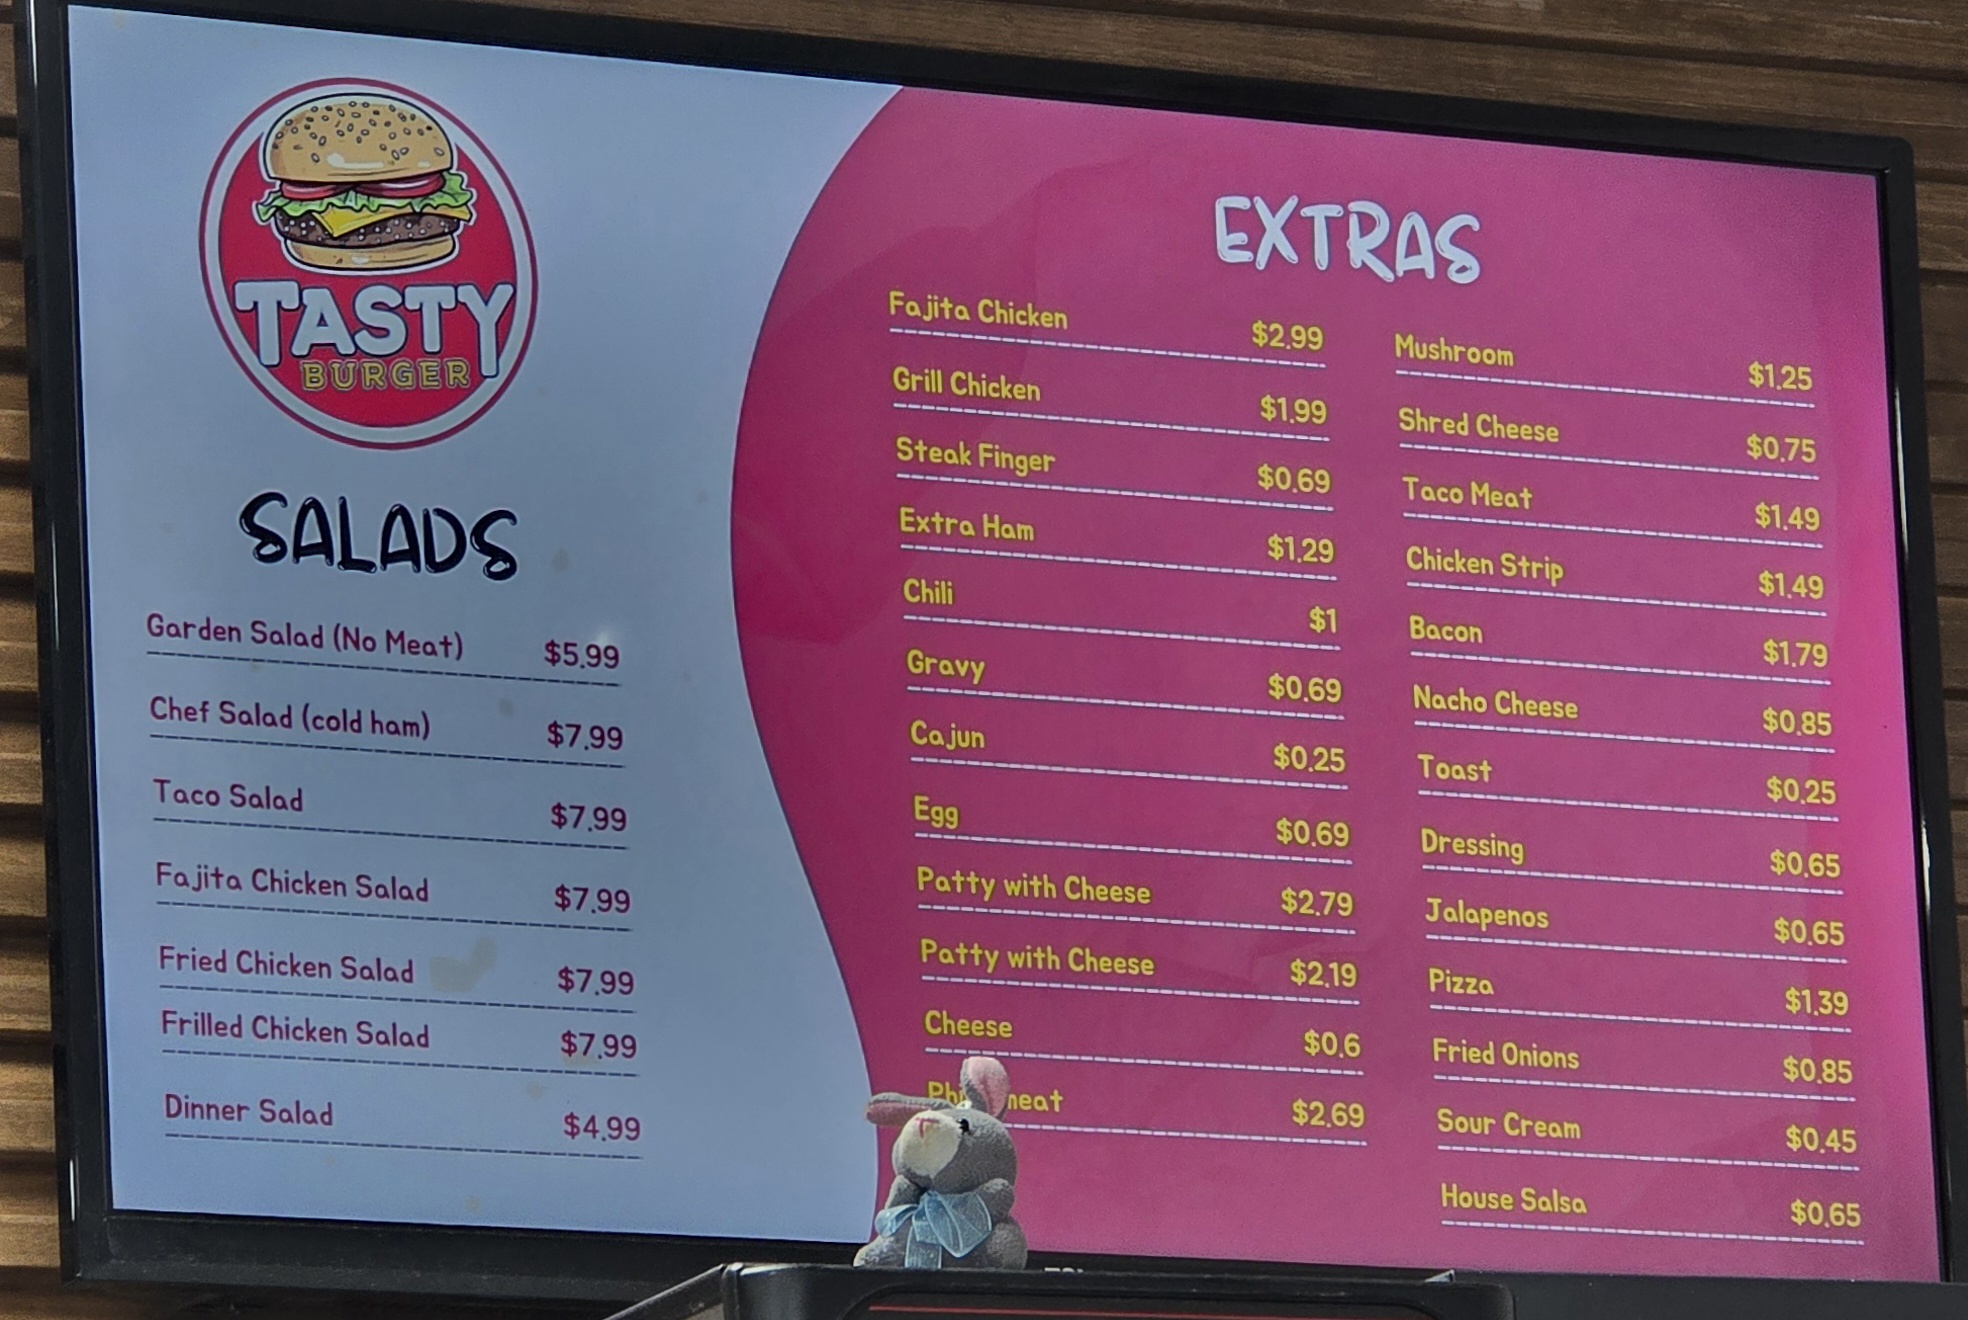 TASTY
BURGER
SALADS
Garden Salad (No Meat) $5.99
Chef Salad (cold ham) $7.99
Taco Salad $7.99
Fajita Chicken Salad $7.99
Fried Chicken Salad $7.99
Frilled Chicken Salad $7.99
Dinner Salad $4.99
EXTRAS
Fajita Chicken $2.99
Grill Chicken $1.99
Steak Finger $0.69
Extra Ham $1.29
Chili $1
Gravy $0.69
Cajun $0.25
Egg $0.69
Patty with Cheese $2.79
Patty with Cheese $2.19
Cheese $0.6
$2.69
Mushroom $1.25
Shred Cheese $0.75
Taco Meat $1.49
Chicken Strip $1.49
Bacon $1.79
Nacho Cheese $0.85
Toast $0.25
Dressing $0.65
Jalapenos $0.65
Pizza $1.39
Fried Onions $0.85
Sour Cream $0.45
House Salsa $0.65